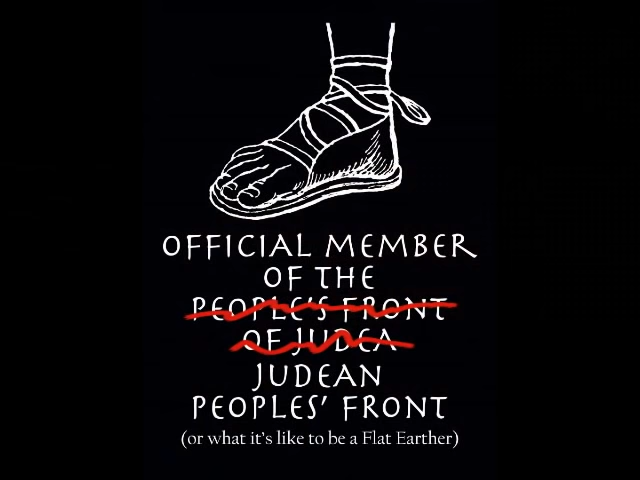 OFFICIAL MEMBER
OF THE
PEOPLE'S FRONT
OF JUDEA
JUDEAN
PEOPLES' FRONT
(or what it's like to be a Flat Earther)